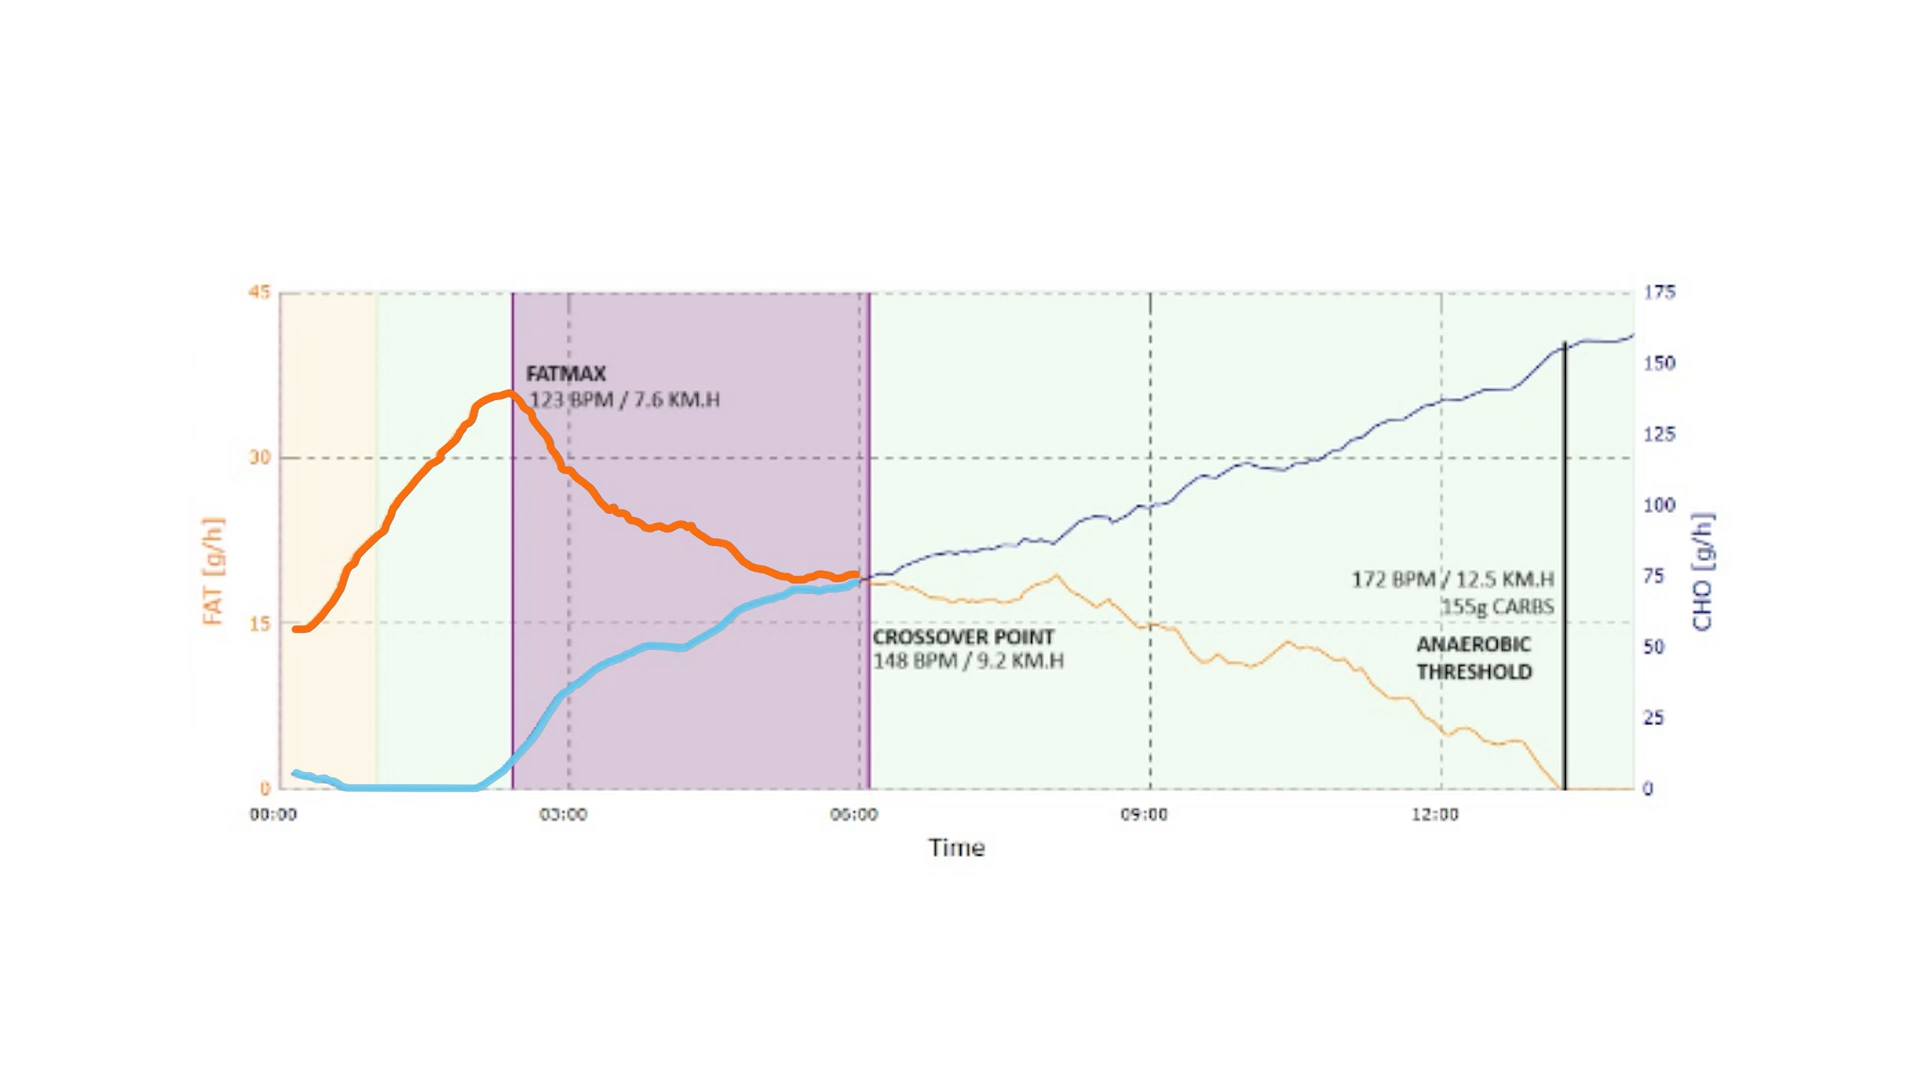 45
175
FATMAX
123 BPM / 7.6 KM.H
150
125
30
100
FAT [g/h]
CHO [g/h]
75
172 BPM / 12.5 KM.H
155g CARBS
15
CROSSOVER POINT
148 BPM / 9.2 KM.H
ANAEROBIC
THRESHOLD
50
25
0
0
00:00
03:00
06:00
09:00
12:00
Time